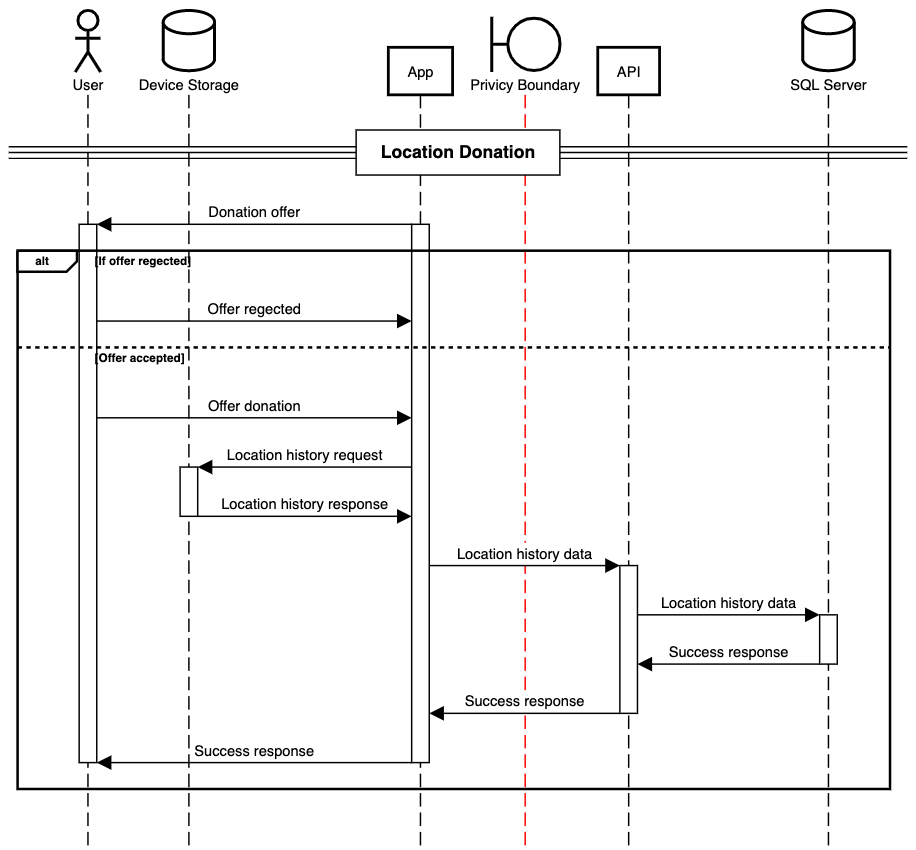 User
Device Storage
App
Privicy Boundary
API
SQL Server
Location Donation
Donation offer
alt
[If offer regected]
Offer regected
[Offer accepted]
Offer donation
Location history request
Location history response
Location history data
Location history data
Success response
Success response
Success response